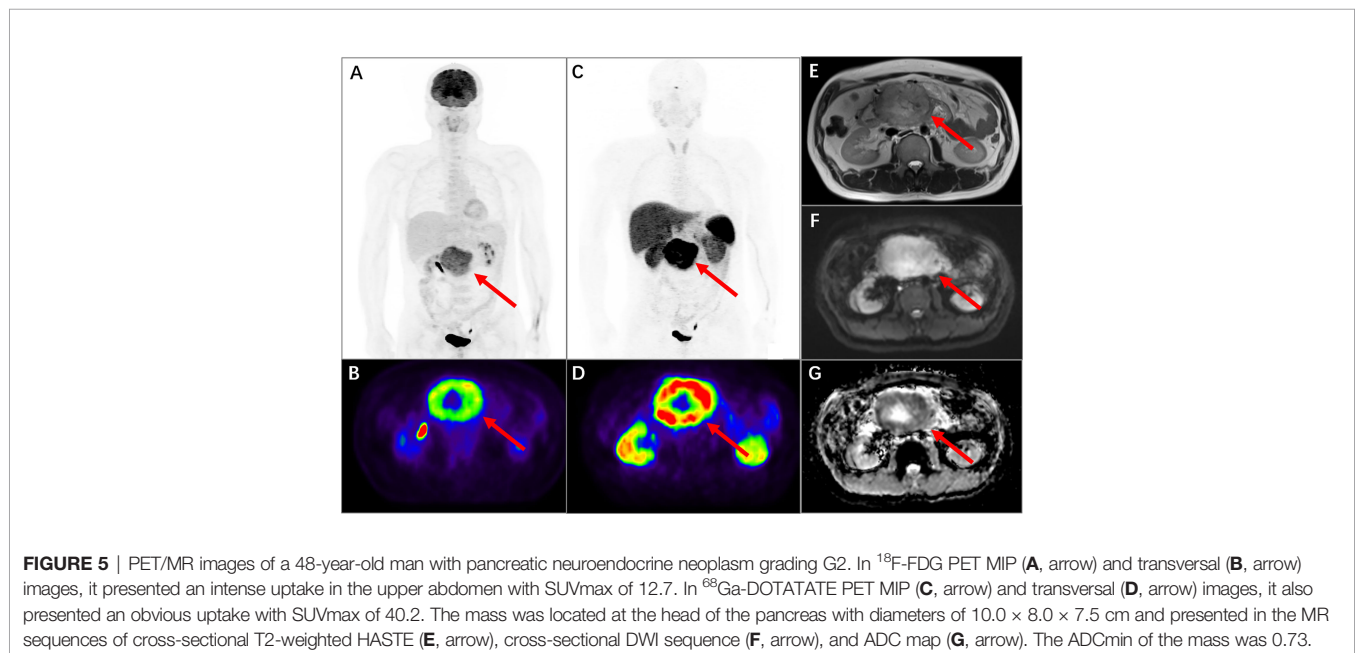 A
C
E
F
B
D
G
FIGURE 5 | PET/MR images of a 48-year-old man with pancreatic neuroendocrine neoplasm grading G2. In ¹⁸F-FDG PET MIP (A, arrow) and transversal (B, arrow)
images, it presented an intense uptake in the upper abdomen with SUVmax of 12.7. In ⁶⁸Ga-DOTATATE PET MIP (C, arrow) and transversal (D, arrow) images, it also
presented an obvious uptake with SUVmax of 40.2. The mass was located at the head of the pancreas with diameters of 10.0 × 8.0 × 7.5 cm and presented in the MR
sequences of cross-sectional T2-weighted HASTE (E, arrow), cross-sectional DWI sequence (F, arrow), and ADC map (G, arrow). The ADCmin of the mass was 0.73.